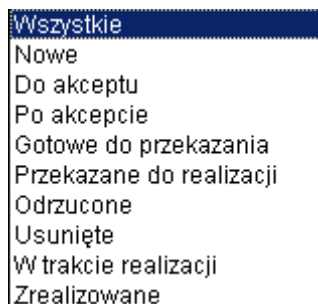 Wszystkie
Nowe
Do akceptu
Po akcepcie
Gotowe do przekazania
Przekazane do realizacji
Odrzucone
Usunięte
W trakcie realizacji
Zrealizowane